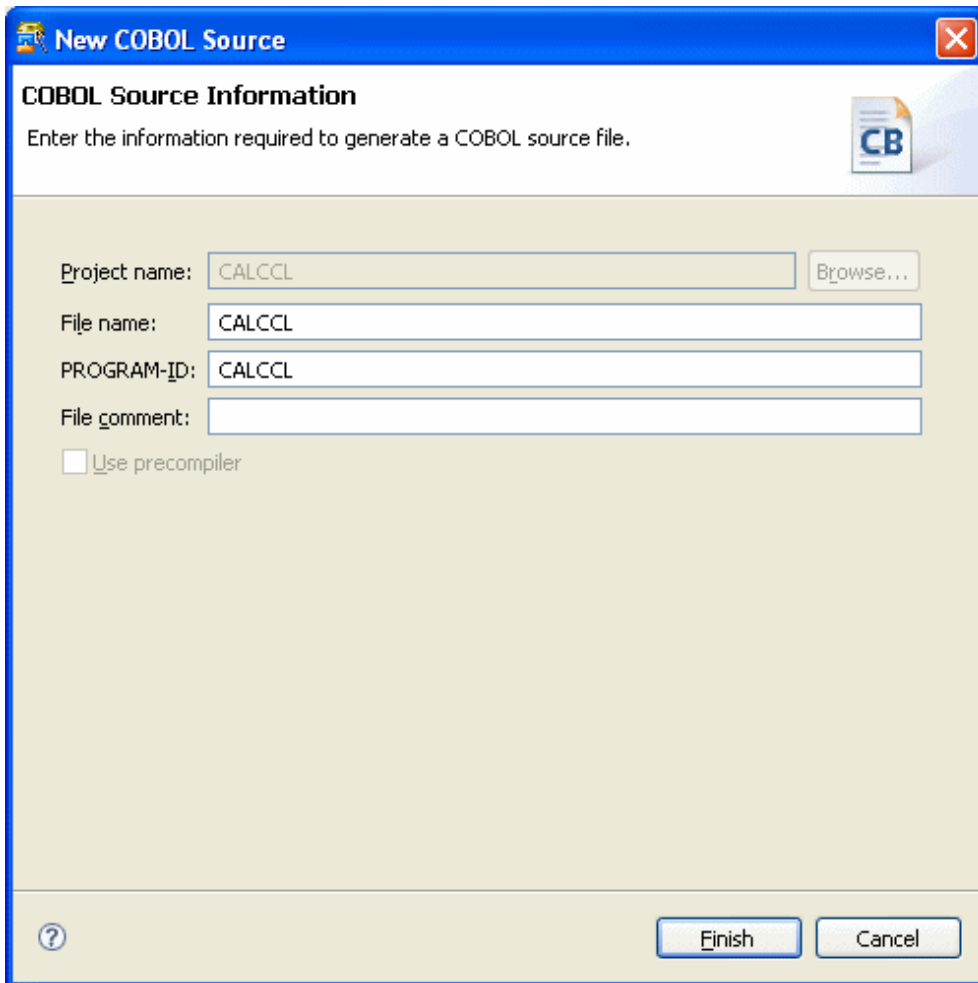 New COBOL Source
COBOL Source Information
Enter the information required to generate a COBOL source file.
CB
Project name: CALCCL Browse...
File name: CALCCL
PROGRAM-ID: CALCCL
File comment:
Use precompiler
? Finish Cancel